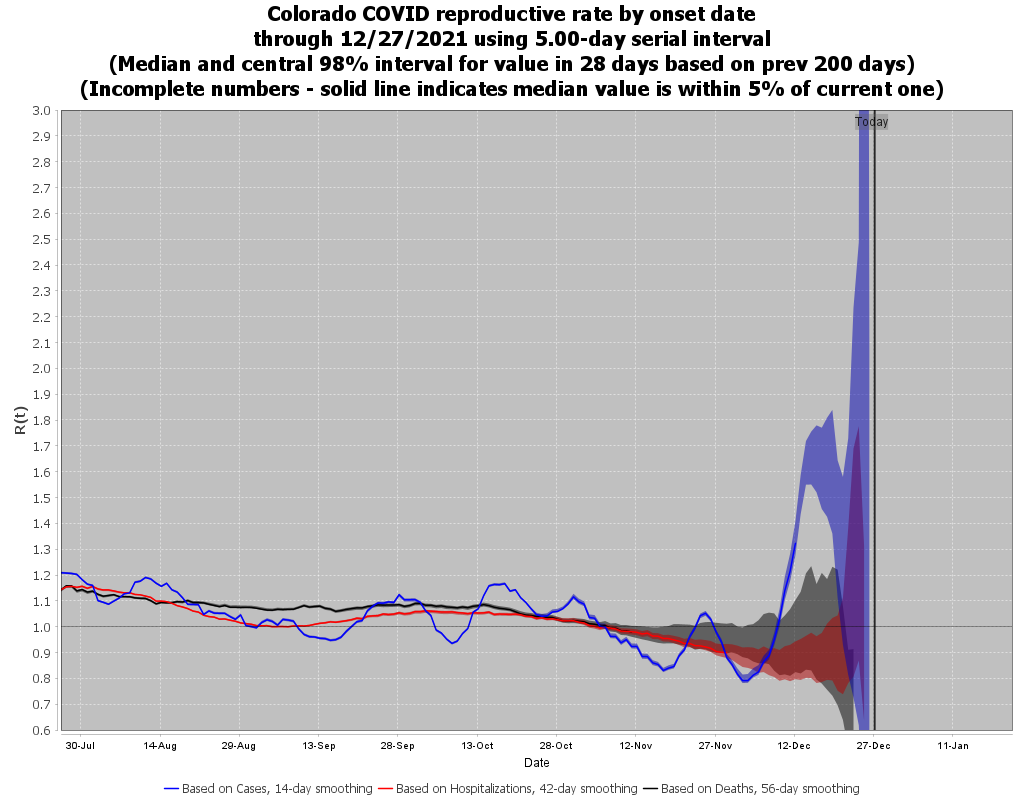 Colorado COVID reproductive rate by onset date
through 12/27/2021 using 5.00-day serial interval
(Median and central 98% interval for value in 28 days based on prev 200 days)
(Incomplete numbers - solid line indicates median value is within 5% of current one)
Today
R(t)
3.0
2.9
2.8
2.7
2.6
2.5
2.4
2.3
2.2
2.1
2.0
1.9
1.8
1.7
1.6
1.5
1.4
1.3
1.2
1.1
1.0
0.9
0.8
0.7
0.6
30-Jul 14-Aug 29-Aug 13-Sep 28-Sep 13-Oct 28-Oct 12-Nov 27-Nov 12-Dec 27-Dec 11-Jan
Date
Based on Cases, 14-day smoothing Based on Hospitalizations, 42-day smoothing Based on Deaths, 56-day smoothing